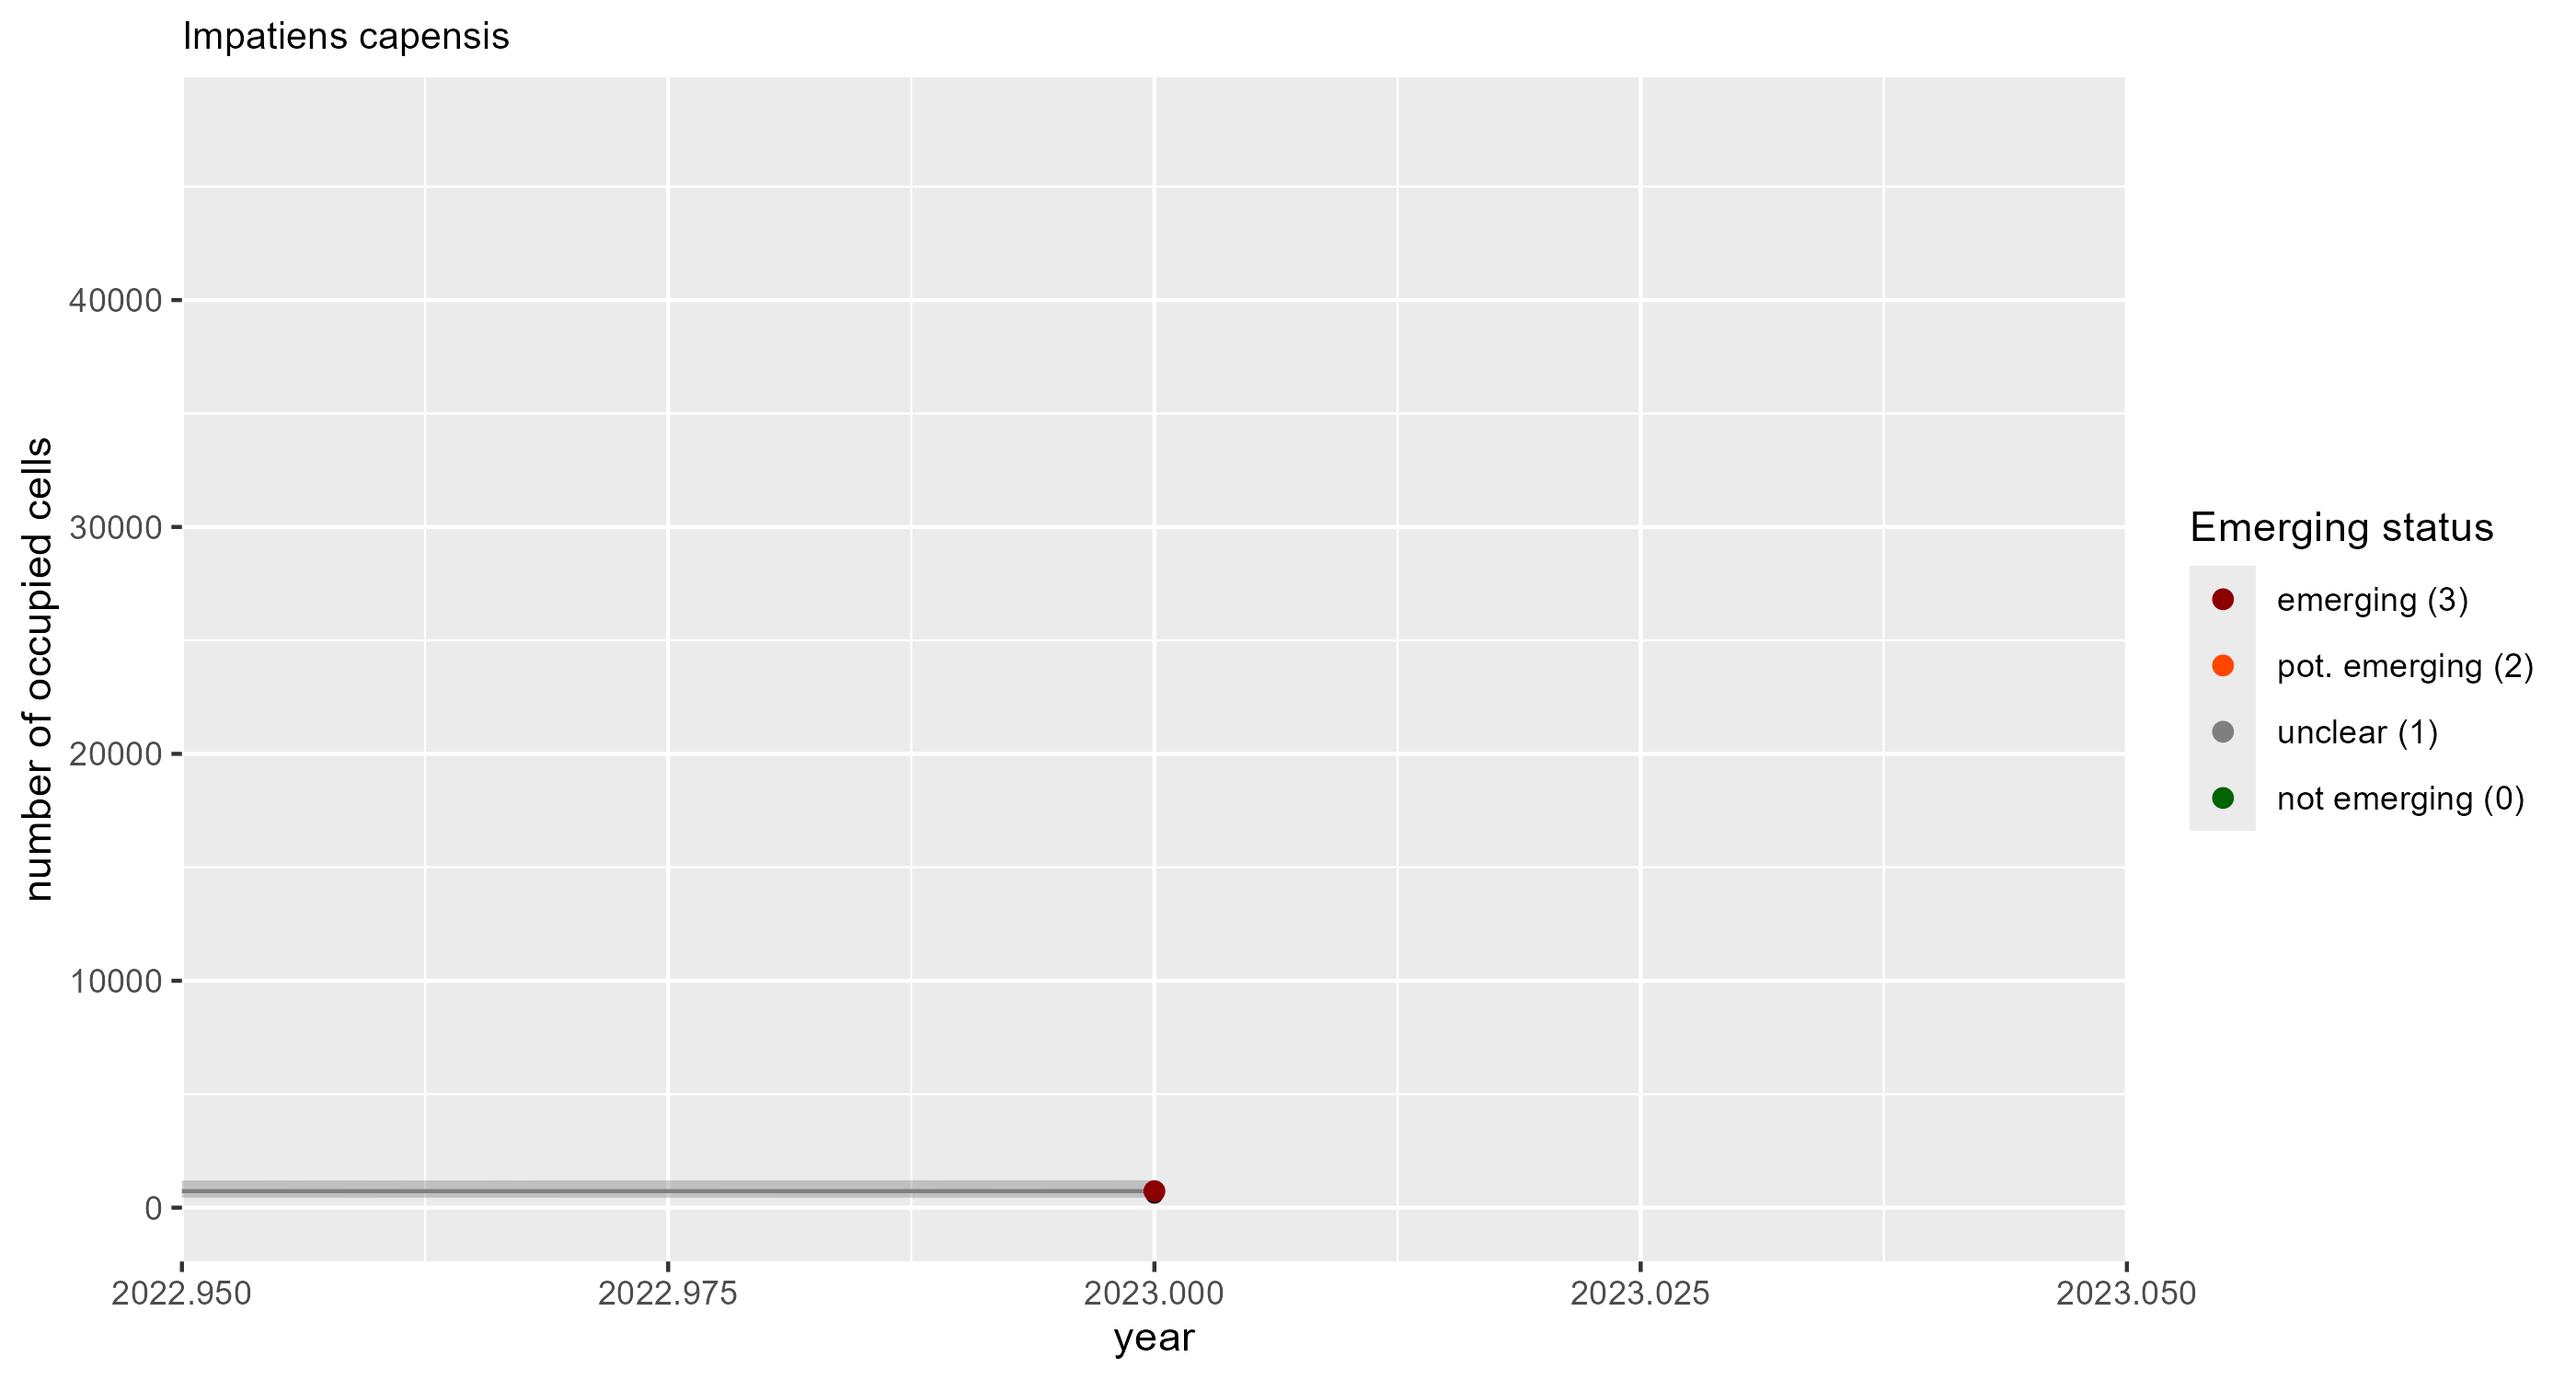 Impatiens capensis
number of occupied cells
40000
30000
20000
10000
0
2022.950 2022.975 2023.000 2023.025 2023.050
year
Emerging status
emerging (3)
pot. emerging (2)
unclear (1)
not emerging (0)